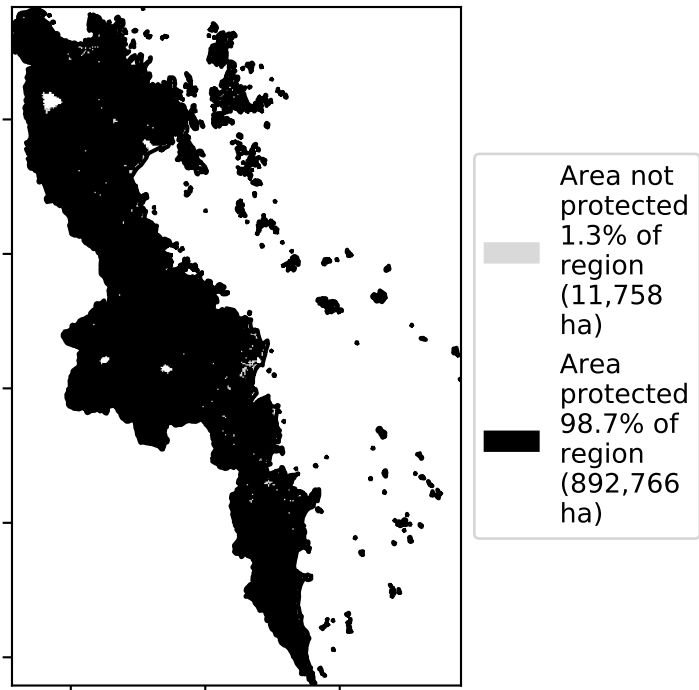 Area not
protected
1.3% of
region
(11,758
ha)
Area
protected
98.7% of
region
(892,766
ha)